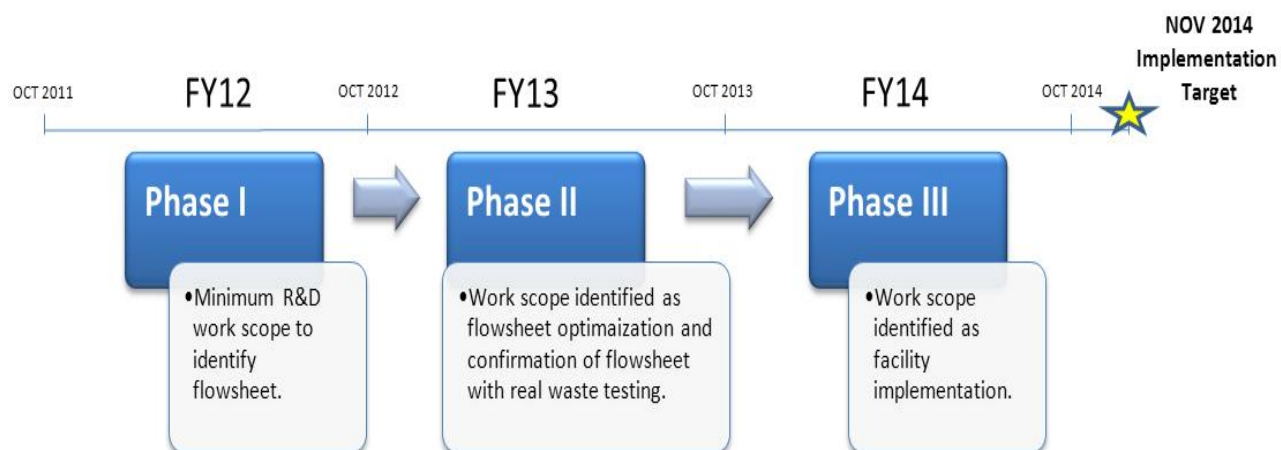 NOV 2014
Implementation
Target
OCT 2011
FY12
OCT 2012
FY13
OCT 2013
FY14
OCT 2014
Phase I
•Minimum R&D
work scope to
identify
flowsheet.
Phase II
•Work scope identified as
flowsheet optimaization and
confirmation of flowsheet
with real waste testing.
Phase III
•Work scope
identified as
facility
implementation.